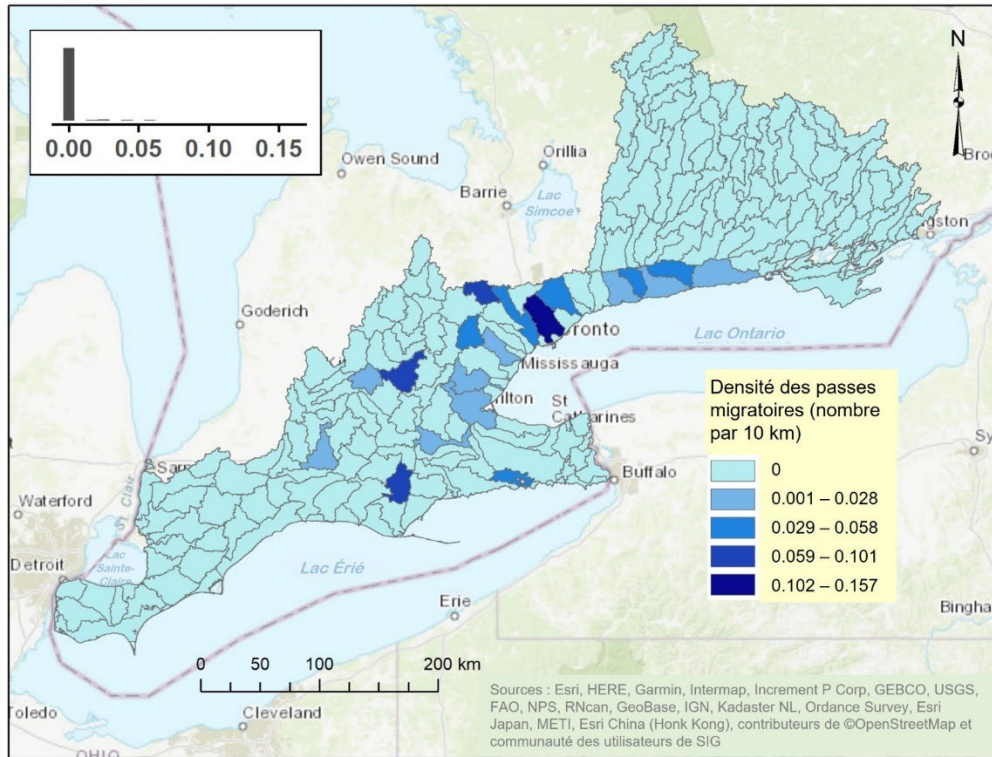 0.00 0.05 0.10 0.15
N
Owen Sound
Orillia
Barrie
Lac
Simcoe
Broc
gston
Goderich
ronto
Lac Ontario
Mississauga
ilton
St
Catharines
Buffalo
Sarn
Waterford
St. Clair
Detroit
Lac
Sainte-
Claire
Lac Érié
Erie
Toledo
Cleveland
OHIO
Sy
Bingha
Densité des passes
migratoires (nombre
par 10 km)
0
0.001 – 0.028
0.029 – 0.058
0.059 – 0.101
0.102 – 0.157
0 50 100 200 km
Sources : Esri, HERE, Garmin, Intermap, Increment P Corp, GEBCO, USGS,
FAO, NPS, RNcan, GeoBase, IGN, Kadaster NL, Ordance Survey, Esri
Japan, METI, Esri China (Honk Kong), contributeurs de ©OpenStreetMap et
communauté des utilisateurs de SIG